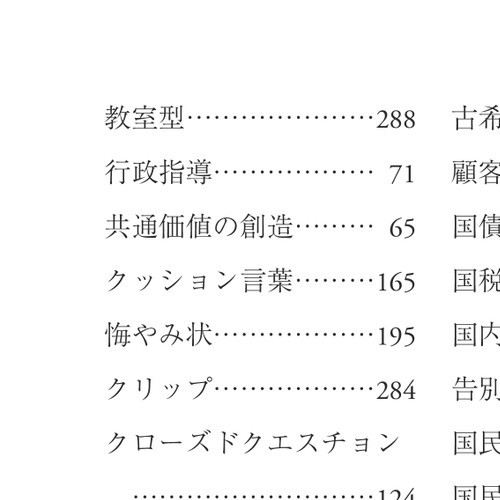 教室型…………………288
行政指導……………… 71
共通価値の創造……… 65
クッション言葉………165
悔やみ状………………195
クリップ………………284
クローズドクエスチョン
………………………124
古希
顧客
国債
国税
国内
告別
国民
国民